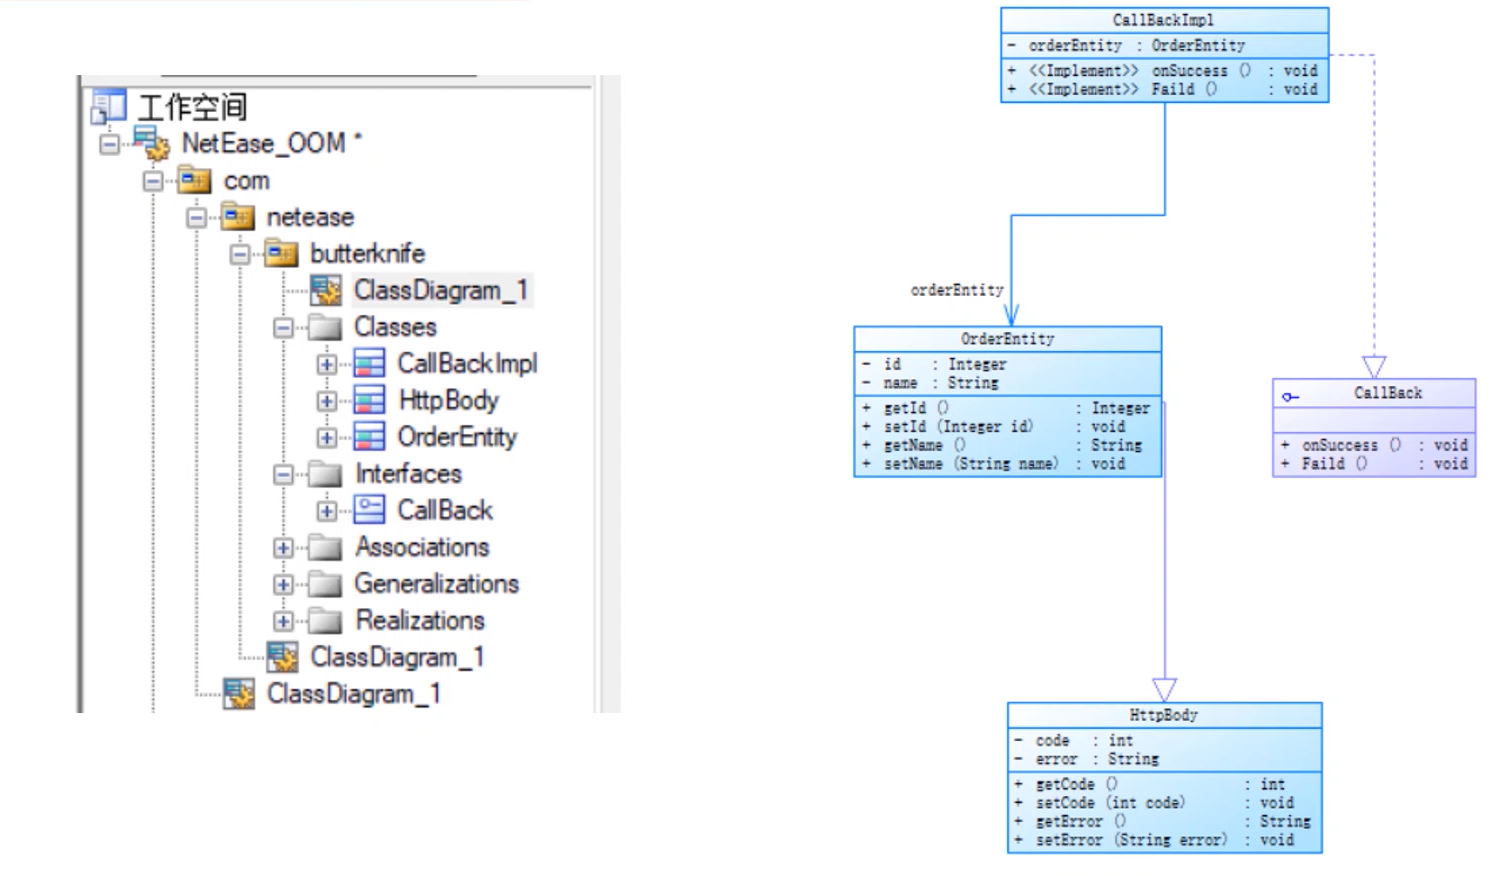 工作空间
NetEase_OOM *
com
netease
butterknife
ClassDiagram_1
Classes
CallBackImpl
HttpBody
OrderEntity
Interfaces
CallBack
Associations
Generalizations
Realizations
ClassDiagram_1
ClassDiagram_1
CallBackImpl
- orderEntity : OrderEntity
+ <<Implement>> onSuccess () : void
+ <<Implement>> Faild () : void
orderEntity
OrderEntity
- id : Integer
- name : String
+ getId () : Integer
+ setId (Integer id) : void
+ getName () : String
+ setName (String name) : void
CallBack
+ onSuccess () : void
+ Faild () : void
HttpBody
- code : int
- error : String
+ getCode () : int
+ setCode (int code) : void
+ getError () : String
+ setError (String error) : void